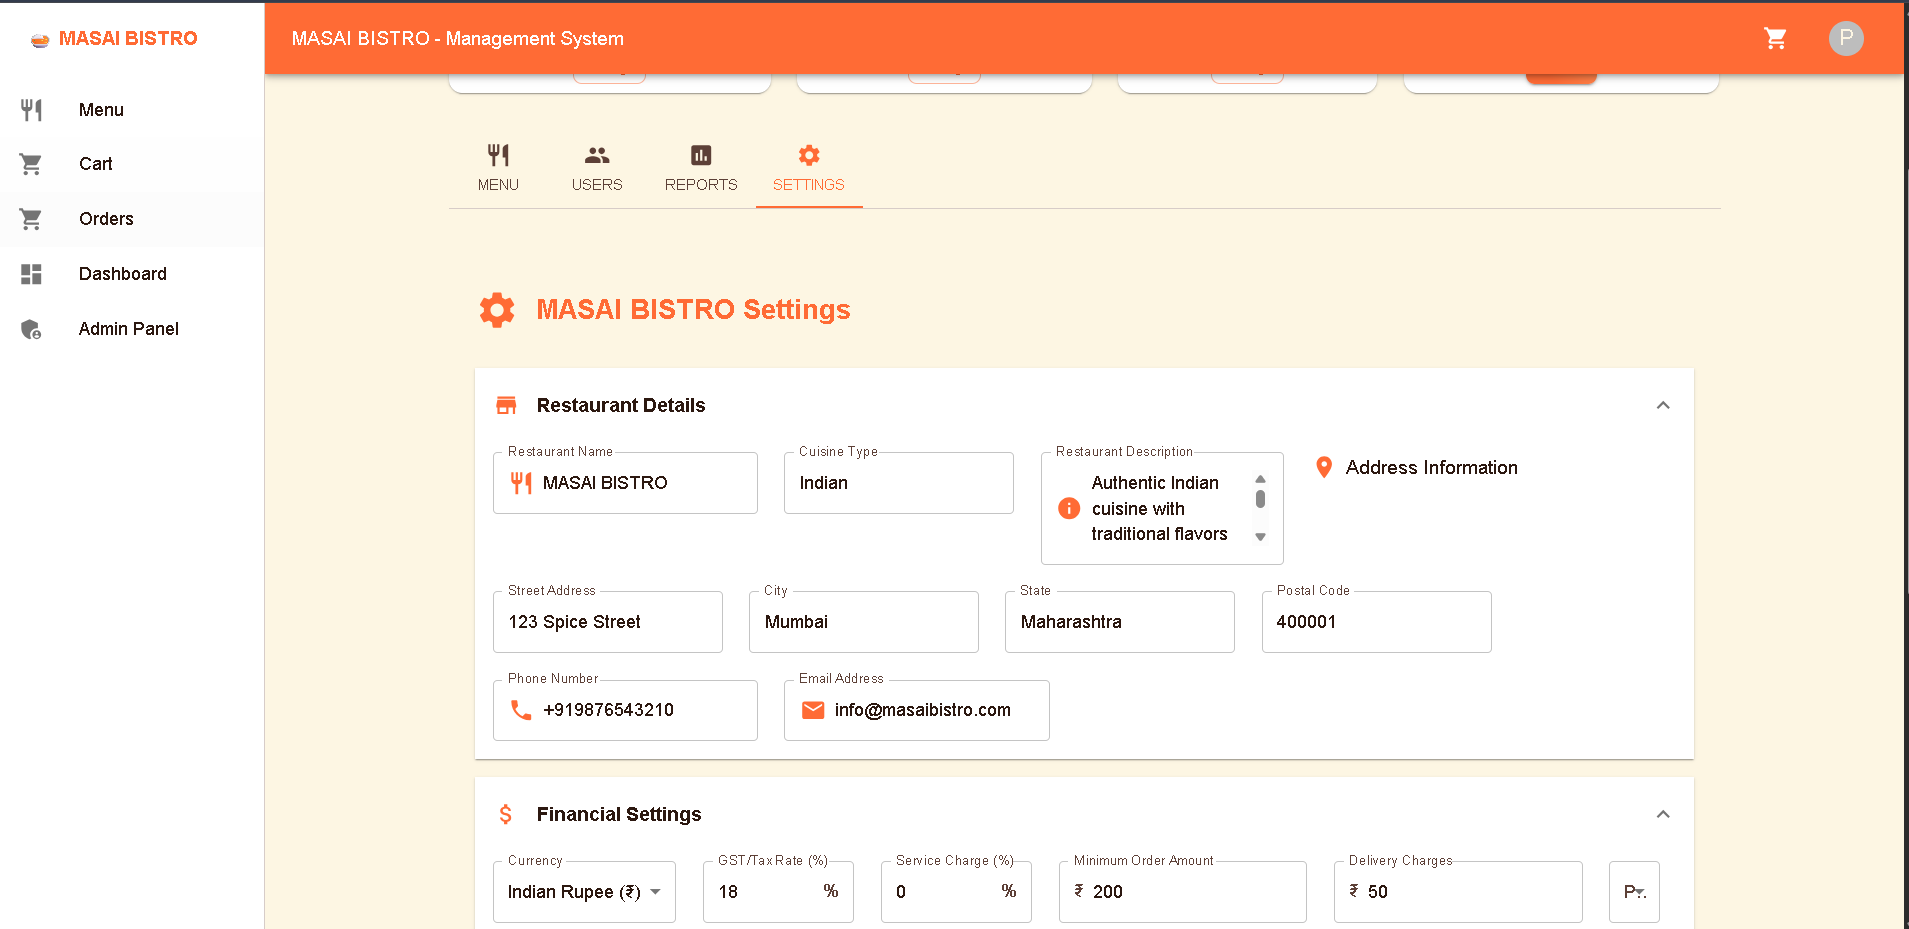 MASAI BISTRO
MASAI BISTRO - Management System
P
Menu
Cart
Orders
Dashboard
Admin Panel
MENU
USERS
REPORTS
SETTINGS
MASAI BISTRO Settings
Restaurant Details
Restaurant Name
MASAI BISTRO
Cuisine Type
Indian
Restaurant Description
Authentic Indian
cuisine with
traditional flavors
Address Information
Street Address
123 Spice Street
City
Mumbai
State
Maharashtra
Postal Code
400001
Phone Number
+919876543210
Email Address
info@masaibistro.com
Financial Settings
Currency
Indian Rupee (₹)
GST/Tax Rate (%)
18 %
Service Charge (%)
0 %
Minimum Order Amount
₹ 200
Delivery Charges
₹ 50
P...